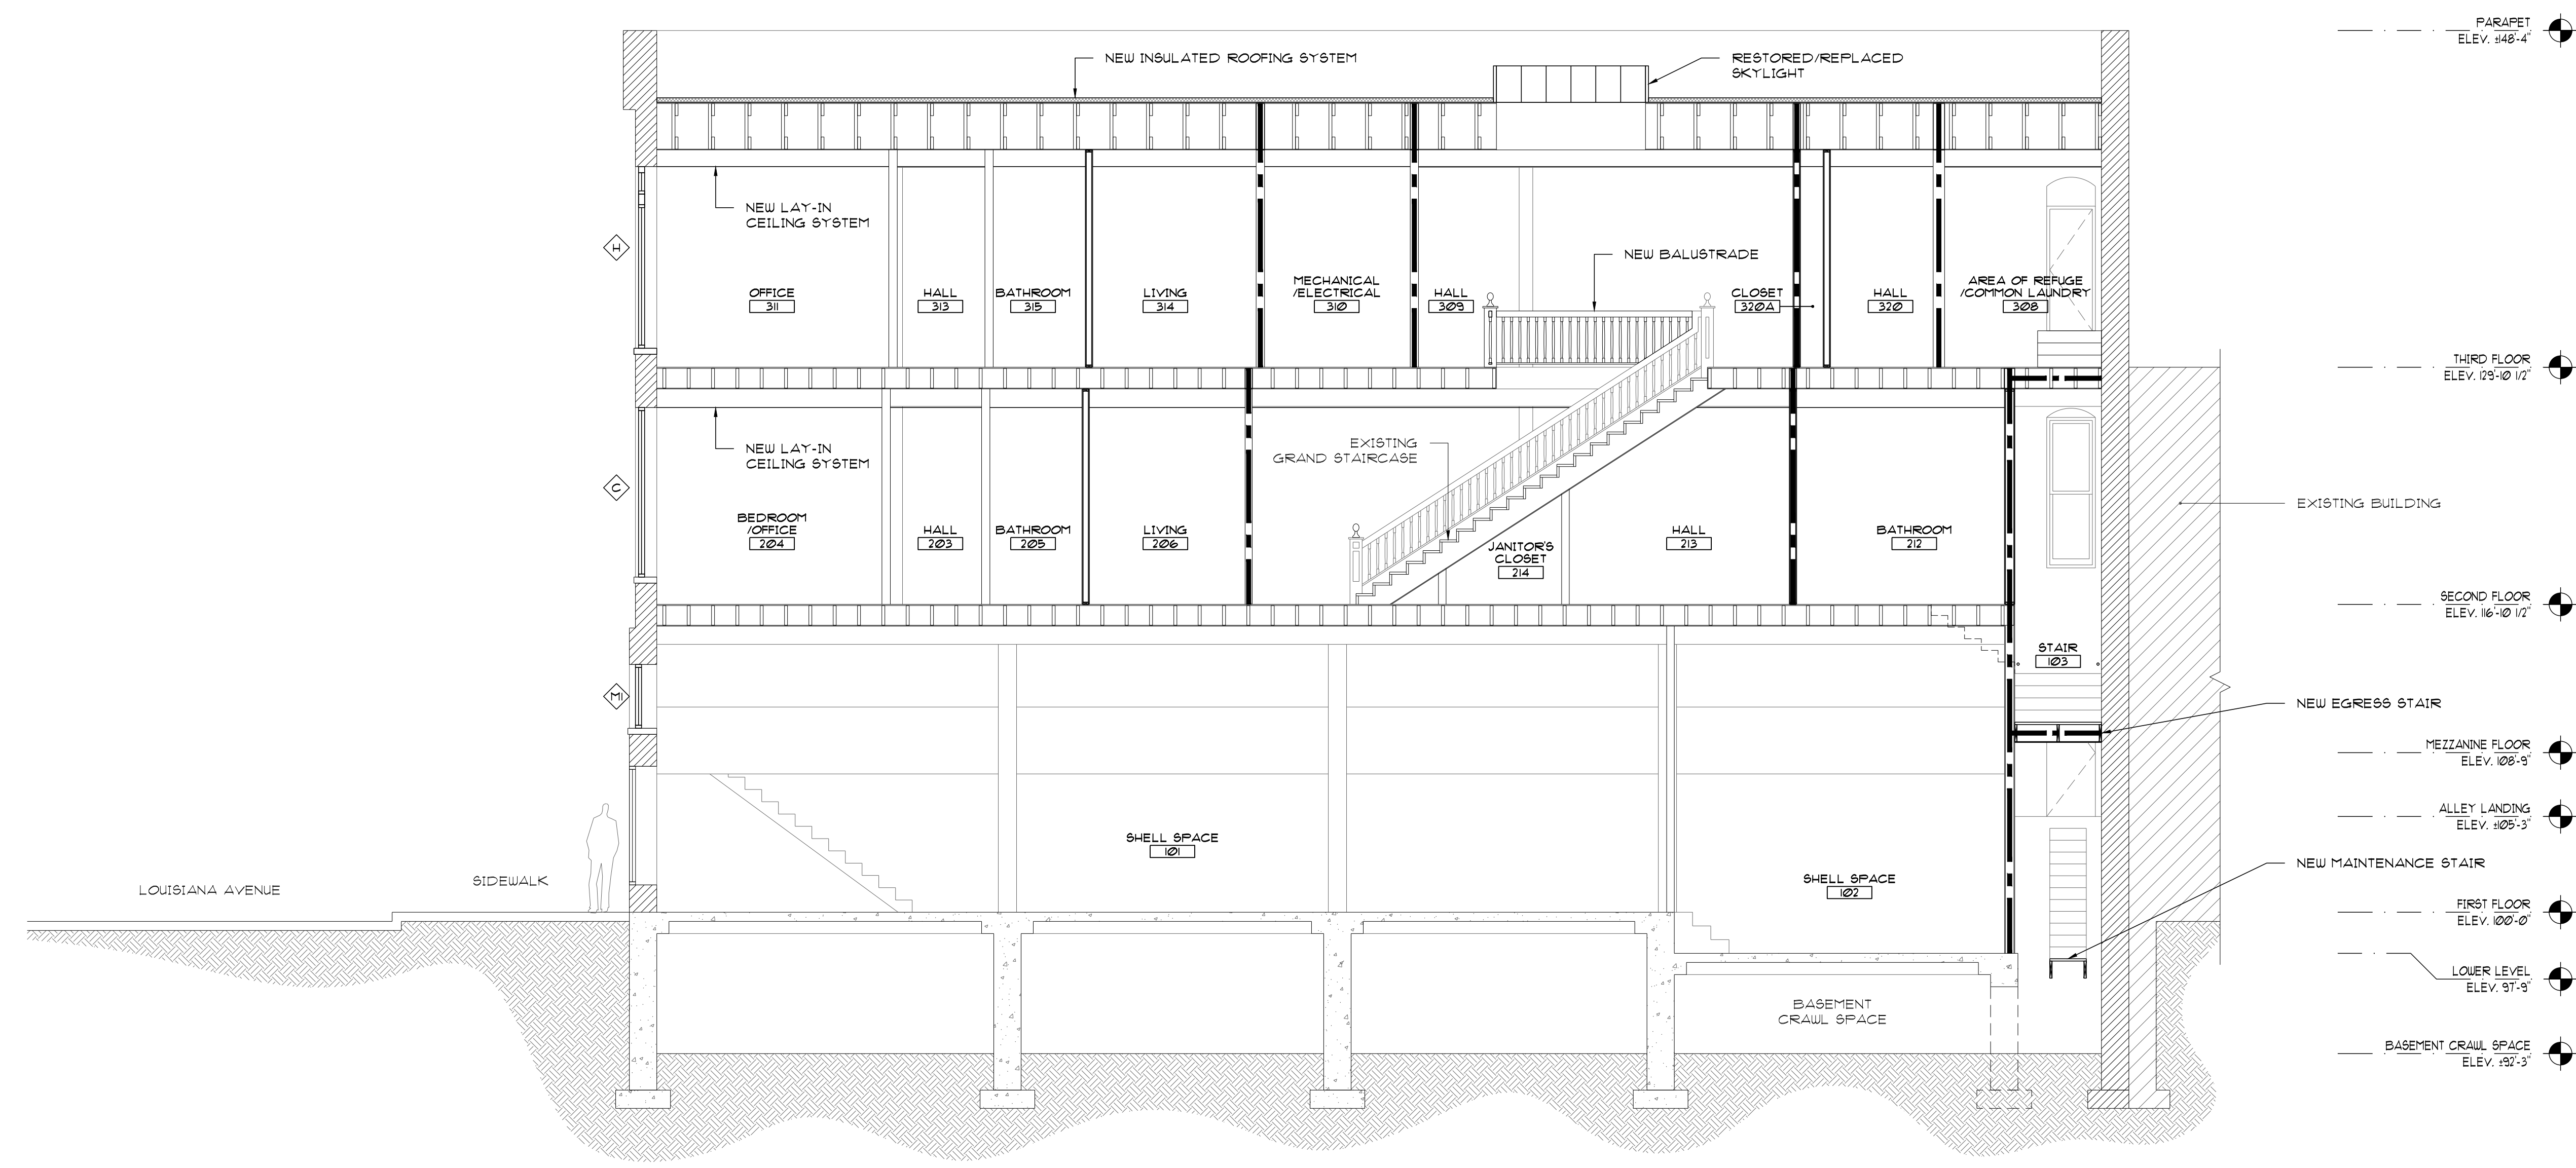 PARAPET
ELEV. ±148'-4"
NEW INSULATED ROOFING SYSTEM
RESTORED/REPLACED
SKYLIGHT
NEW LAY-IN
CEILING SYSTEM
H
NEW BALUSTRADE
OFFICE
311
HALL
313
BATHROOM
315
LIVING
314
MECHANICAL
/ELECTRICAL
310
HALL
309
CLOSET
320A
HALL
320
AREA OF REFUGE
/COMMON LAUNDRY
308
THIRD FLOOR
ELEV. 129'-10 1/2"
NEW LAY-IN
CEILING SYSTEM
EXISTING
GRAND STAIRCASE
C
EXISTING BUILDING
BEDROOM
/OFFICE
204
HALL
203
BATHROOM
205
LIVING
206
JANITOR'S
CLOSET
214
HALL
213
BATHROOM
212
SECOND FLOOR
ELEV. 116'-10 1/2"
STAIR
103
M1
NEW EGRESS STAIR
MEZZANINE FLOOR
ELEV. 108'-9"
ALLEY LANDING
ELEV. ±105'-3"
SHELL SPACE
101
NEW MAINTENANCE STAIR
SHELL SPACE
102
LOUISIANA AVENUE
SIDEWALK
FIRST FLOOR
ELEV. 100'-0"
LOWER LEVEL
ELEV. 97'-9"
BASEMENT
CRAWL SPACE
BASEMENT CRAWL SPACE
ELEV. ±92'-3"